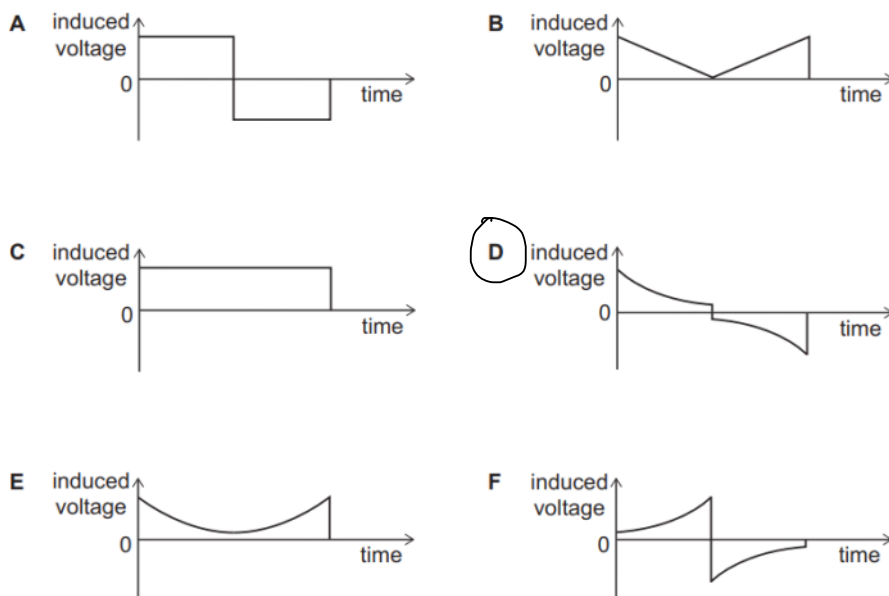 A induced voltage 0 time
B induced voltage 0 time
C induced voltage 0 time
D induced voltage 0 time
E induced voltage 0 time
F induced voltage 0 time